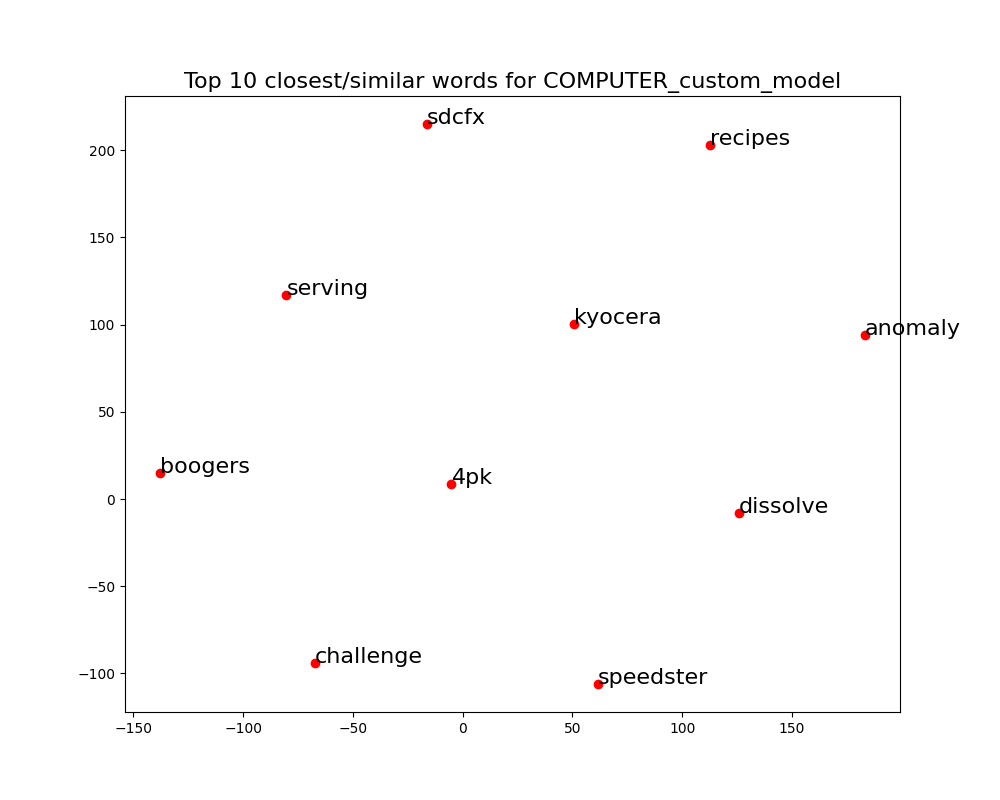 Top 10 closest/similar words for COMPUTER_custom_model
sdcfx
recipes
200
150
serving
kyocera
anomaly
100
50
boogers
4pk
dissolve
0
−50
challenge
speedster
−100
−150
−100
−50
0
50
100
150